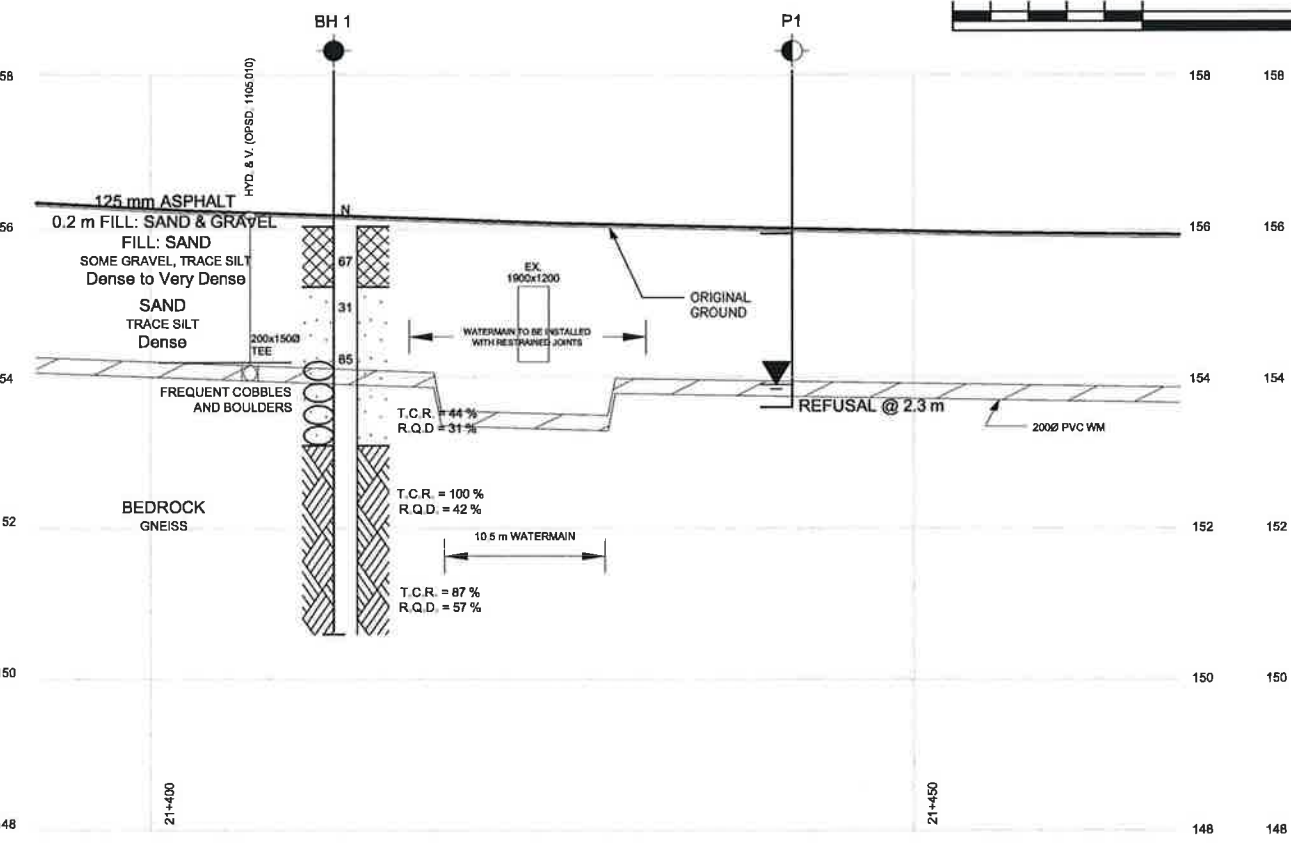 BH 1
P1
58
158
158
HYD. & V. (OPSD. 1105.010)
125 mm ASPHALT
N
0.2 m FILL: SAND & GRAVEL
56
156
156
FILL: SAND
SOME GRAVEL, TRACE SILT
67
EX.
1900x1200
Dense to Very Dense
SAND
31
ORIGINAL
GROUND
TRACE SILT
Dense
200x150Ø
TEE
WATERMAIN TO BE INSTALLED
WITH RESTRAINED JOINTS
85
54
154
154
FREQUENT COBBLES
AND BOULDERS
T.C.R. = 44 %
R.Q.D = 31 %
REFUSAL @ 2.3 m
200Ø PVC WM
BEDROCK
GNEISS
T.C.R. = 100 %
R.Q.D. = 42 %
52
152
152
10.5 m WATERMAIN
T.C.R. = 87 %
R.Q.D. = 57 %
50
150
150
21+400
21+450
48
148
148